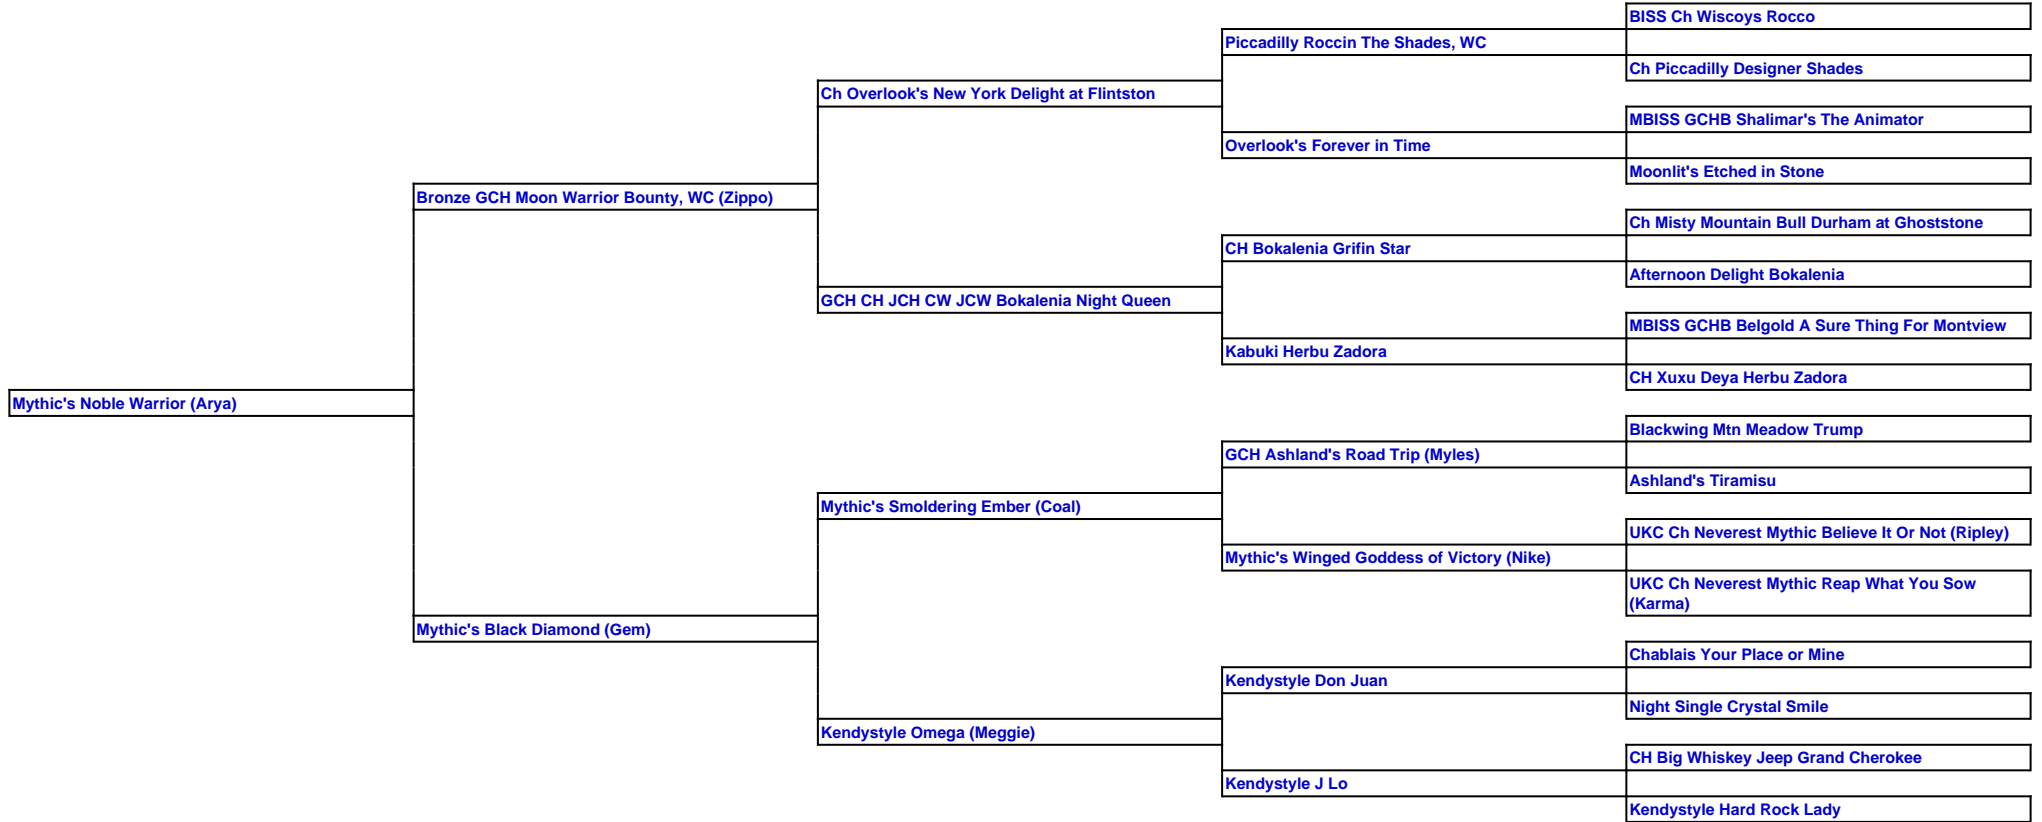 BISS Ch Wiscoys Rocco
Piccadilly Roccin The Shades, WC
Ch Piccadilly Designer Shades
Ch Overlook's New York Delight at Flintston
MBISS GCHB Shalimar's The Animator
Overlook's Forever in Time
Moonlit's Etched in Stone
Bronze GCH Moon Warrior Bounty, WC (Zippo)
Ch Misty Mountain Bull Durham at Ghoststone
CH Bokalenia Grifin Star
Afternoon Delight Bokalenia
GCH CH JCH CW JCW Bokalenia Night Queen
MBISS GCHB Belgold A Sure Thing For Montview
Kabuki Herbu Zadora
CH Xuxu Deya Herbu Zadora
Mythic's Noble Warrior (Arya)
Blackwing Mtn Meadow Trump
GCH Ashland's Road Trip (Myles)
Ashland's Tiramisu
Mythic's Smoldering Ember (Coal)
UKC Ch Neverest Mythic Believe It Or Not (Ripley)
Mythic's Winged Goddess of Victory (Nike)
UKC Ch Neverest Mythic Reap What You Sow
(Karma)
Mythic's Black Diamond (Gem)
Chablais Your Place or Mine
Kendystyle Don Juan
Night Single Crystal Smile
Kendystyle Omega (Meggie)
CH Big Whiskey Jeep Grand Cherokee
Kendystyle J Lo
Kendystyle Hard Rock Lady